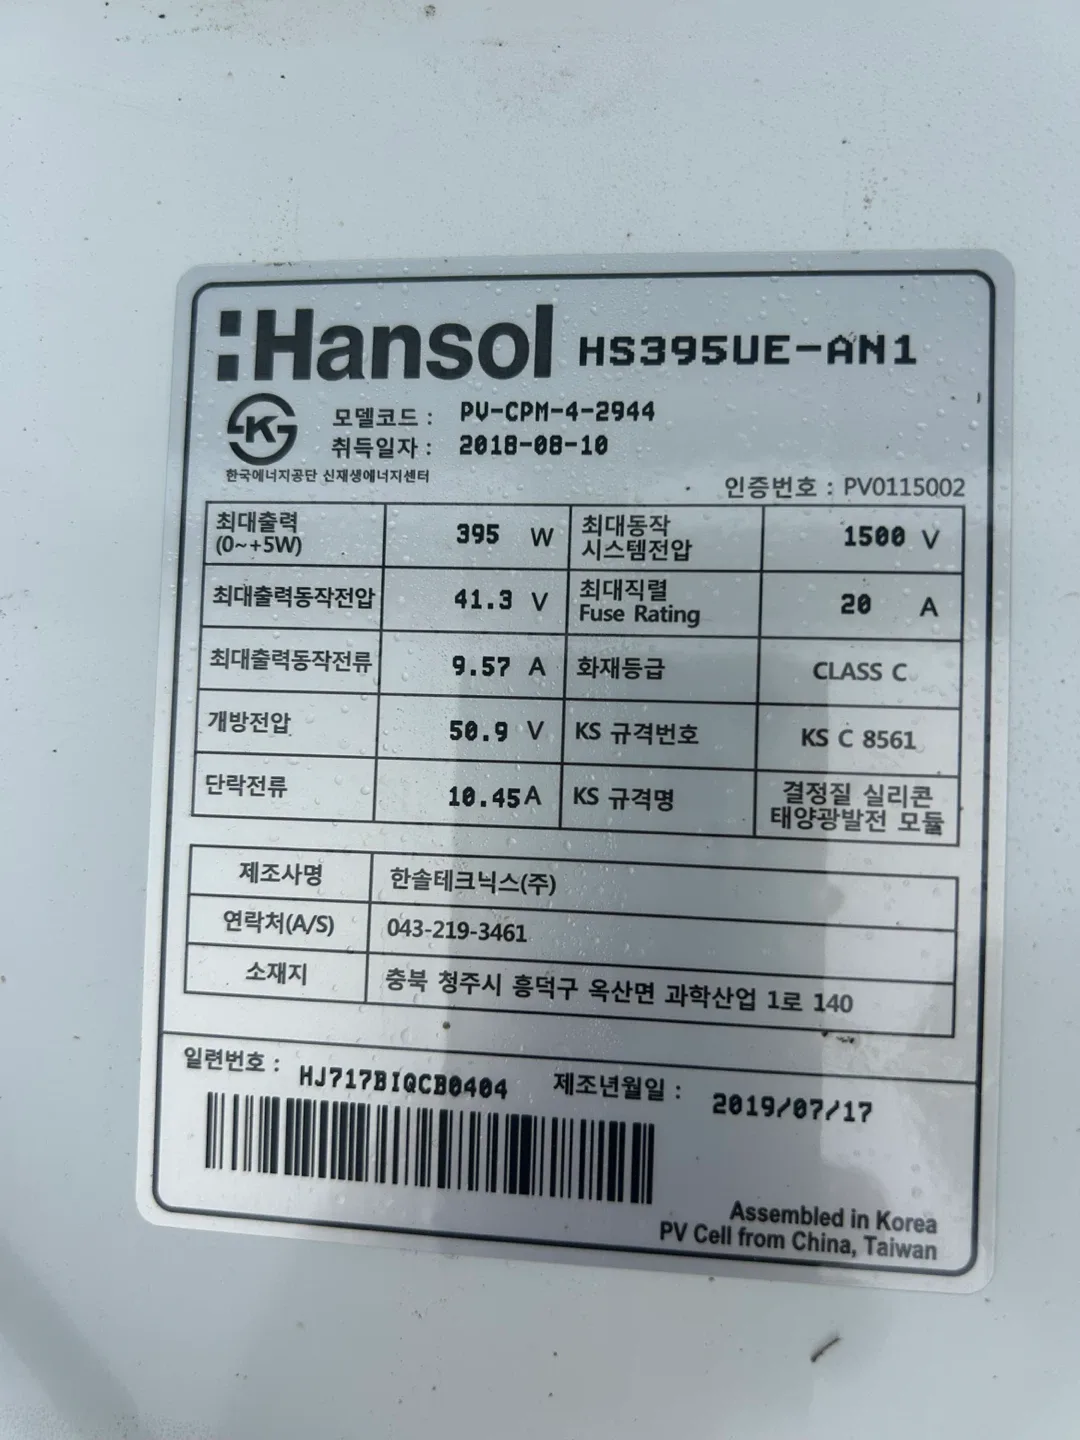 Hansol HS395UE-AN1
모델코드 : PV-CPM-4-2944
취득일자 : 2018-08-10
한국에너지공단 신재생에너지센터
인증번호 : PV0115002
최대출력 (0~+5W) 395 W 최대동작 시스템전압 1500 V
최대출력동작전압 41.3 V 최대직렬 Fuse Rating 20 A
최대출력동작전류 9.57 A 화재등급 CLASS C
개방전압 50.9 V KS 규격번호 KS C 8561
단락전류 10.45A KS 규격명 결정질 실리콘 태양광발전 모듈
제조사명 한솔테크닉스(주)
연락처(A/S) 043-219-3461
소재지 충북 청주시 흥덕구 옥산면 과학산업 1로 140
일련번호 : HJ717BIQCB0404 제조년월일 : 2019/07/17
Assembled in Korea
PV Cell from China, Taiwan